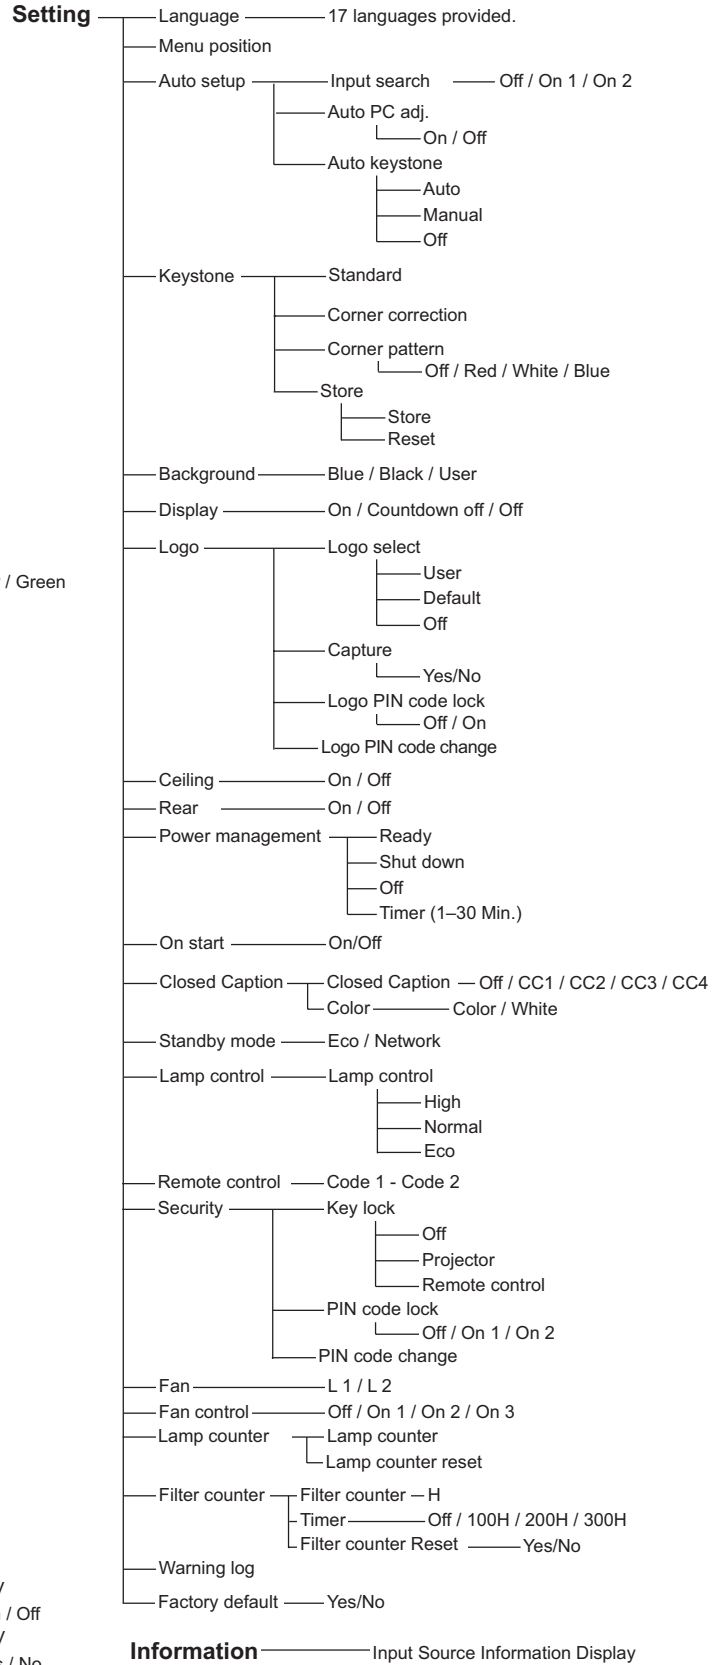 Setting Language 17 languages provided.
Menu position
Auto setup Input search Off / On 1 / On 2
Auto PC adj.
On / Off
Auto keystone
Auto
Manual
Off
Keystone Standard
Corner correction
Corner pattern
Off / Red / White / Blue
Store
Store
Reset
Background Blue / Black / User
Display On / Countdown off / Off
Logo Logo select
User
/ Green
Default
Off
Capture
Yes/No
Logo PIN code lock
Off / On
Logo PIN code change
Ceiling On / Off
Rear On / Off
Power management Ready
Shut down
Off
Timer (1–30 Min.)
On start On/Off
Closed Caption Closed Caption Off / CC1 / CC2 / CC3 / CC4
Color Color / White
Standby mode Eco / Network
Lamp control Lamp control
High
Normal
Eco
Remote control Code 1 - Code 2
Security Key lock
Off
Projector
Remote control
PIN code lock
Off / On 1 / On 2
PIN code change
Fan L 1 / L 2
Fan control Off / On 1 / On 2 / On 3
Lamp counter Lamp counter
Lamp counter reset
Filter counter Filter counter H
Timer Off / 100H / 200H / 300H
Filter counter Reset Yes/No
Warning log
Factory default Yes/No
/ Off
/ No
Information Input Source Information Display